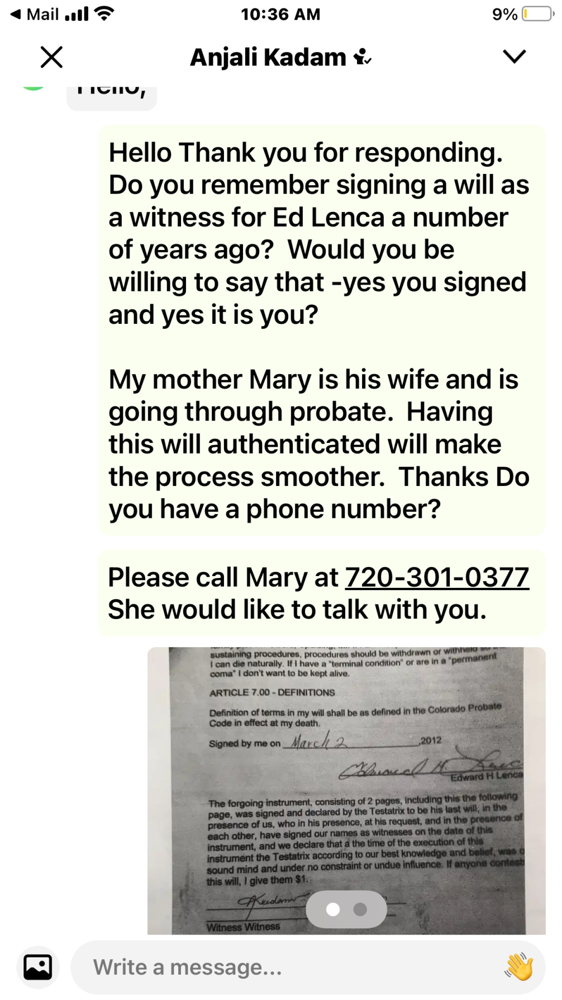 Mail
10:36 AM
9%
Anjali Kadam
Hello,
Hello Thank you for responding.
Do you remember signing a will as
a witness for Ed Lenca a number
of years ago?  Would you be
willing to say that -yes you signed
and yes it is you?
My mother Mary is his wife and is
going through probate.  Having
this will authenticated will make
the process smoother.  Thanks Do
you have a phone number?
Please call Mary at 720-301-0377
She would like to talk with you.
sustaining procedures, procedures should be withdrawn or withheld
I can die naturally. If I have a "terminal condition" or are in a "permanent
coma" I don't want to be kept alive.
ARTICLE 7.00 - DEFINITIONS
Definition of terms in my will shall be as defined in the Colorado Probate
Code in effect at my death.
Signed by me on March 2 ,2012
Edward H Lenca
The forgoing instrument, consisting of 2 pages, including this the following
page, was signed and declared by the Testatrix to be his last will, in the
presence of us, who in his presence, at his request, and in the presence of
each other, have signed our names as witnesses on the date of this
instrument, and we declare that a the time of the execution of this
instrument the Testatrix according to our best knowledge and belief, was o
sound mind and under no constraint or undue influence. If anyone contest
this will, I give them $1.
Witness Witness
Write a message...